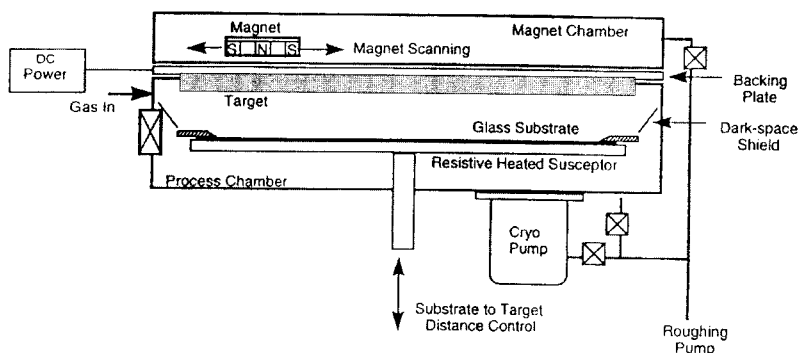 Magnet
Magnet Chamber
S N S
Magnet Scanning
DC
Power
Backing
Plate
Gas In
Target
Glass Substrate
Dark-space
Shield
Resistive Heated Susceptor
Process Chamber
Cryo
Pump
Substrate to Target
Distance Control
Roughing
Pump